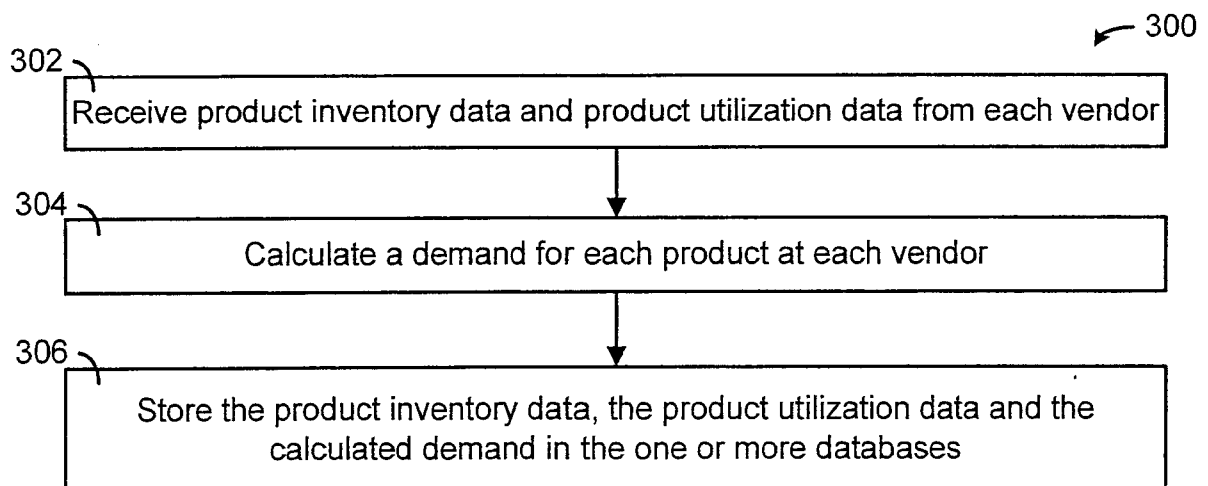 300
302
Receive product inventory data and product utilization data from each vendor
304
Calculate a demand for each product at each vendor
306
Store the product inventory data, the product utilization data and the
calculated demand in the one or more databases